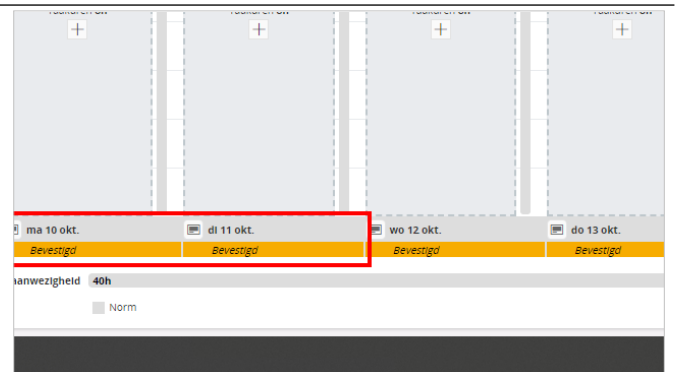 ma 10 okt. di 11 okt. wo 12 okt. do 13 okt.
Bevestigd Bevestigd Bevestigd Bevestigd
anwezigheid 40h
Norm